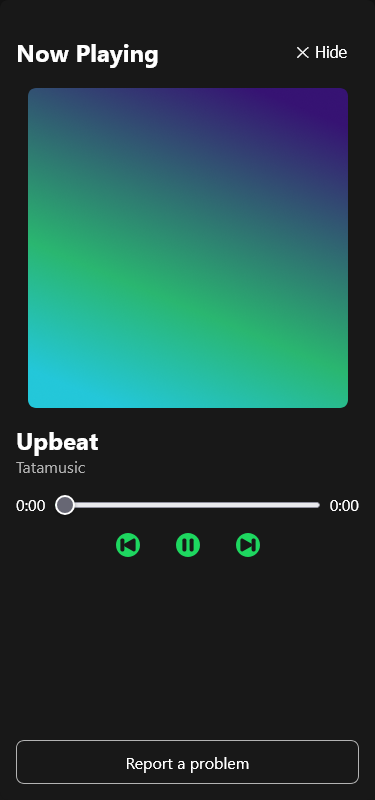 Now Playing
Hide
Upbeat
Tatamusic
0:00 0:00
Report a problem